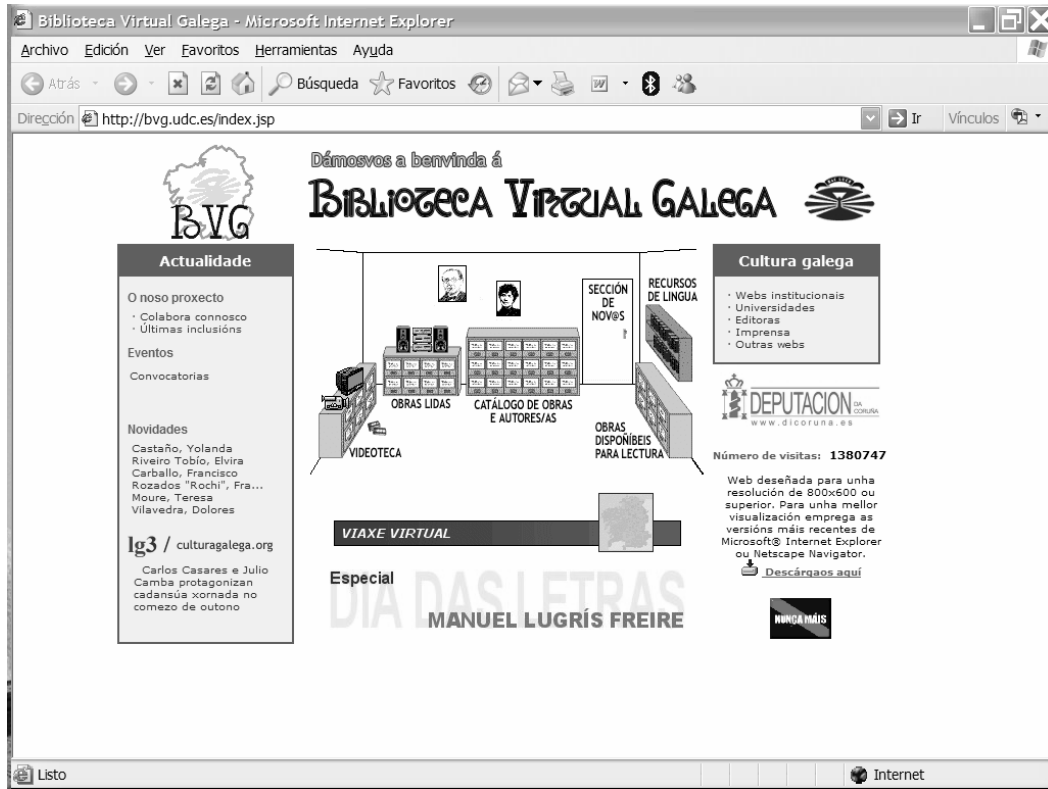 Biblioteca Virtual Galega - Microsoft Internet Explorer
Archivo Edición Ver Favoritos Herramientas Ayuda
Atrás Búsqueda Favoritos
Dirección http://bvg.udc.es/index.jsp Ir Vínculos
BVG
Dámosvos a benvinda á
BIBLIOTECA VIRTUAL GALEGA
Actualidade
O noso proxecto
· Colabora connosco
· Últimas inclusións
Eventos
Convocatorias
Novidades
Castaño, Yolanda
Riveiro Tobío, Elvira
Carballo, Francisco
Rozados "Rochi", Fra...
Moure, Teresa
Vilavedra, Dolores
lg3 / culturagalega.org
Carlos Casares e Julio
Camba protagonizan
cadansúa xornada no
comezo de outono
SECCIÓN
DE
NOV@S
RECURSOS
DE LINGUA
OBRAS LIDAS
CATÁLOGO DE OBRAS
E AUTORES/AS
VIDEOTECA
OBRAS
DISPOÑÍBEIS
PARA LECTURA
VIAXE VIRTUAL
Especial
DIA DAS LETRAS
MANUEL LUGRÍS FREIRE
Cultura galega
· Webs institucionais
· Universidades
· Editoras
· Imprensa
· Outras webs
DEPUTACION DA CORUÑA
www.dicoruna.es
Número de visitas: 1380747
Web deseñada para unha
resolución de 800x600 ou
superior. Para unha mellor
visualización emprega as
versións máis recentes de
Microsoft® Internet Explorer
ou Netscape Navigator.
Descárgaos aquí
NUNCA MÁIS
Listo Internet